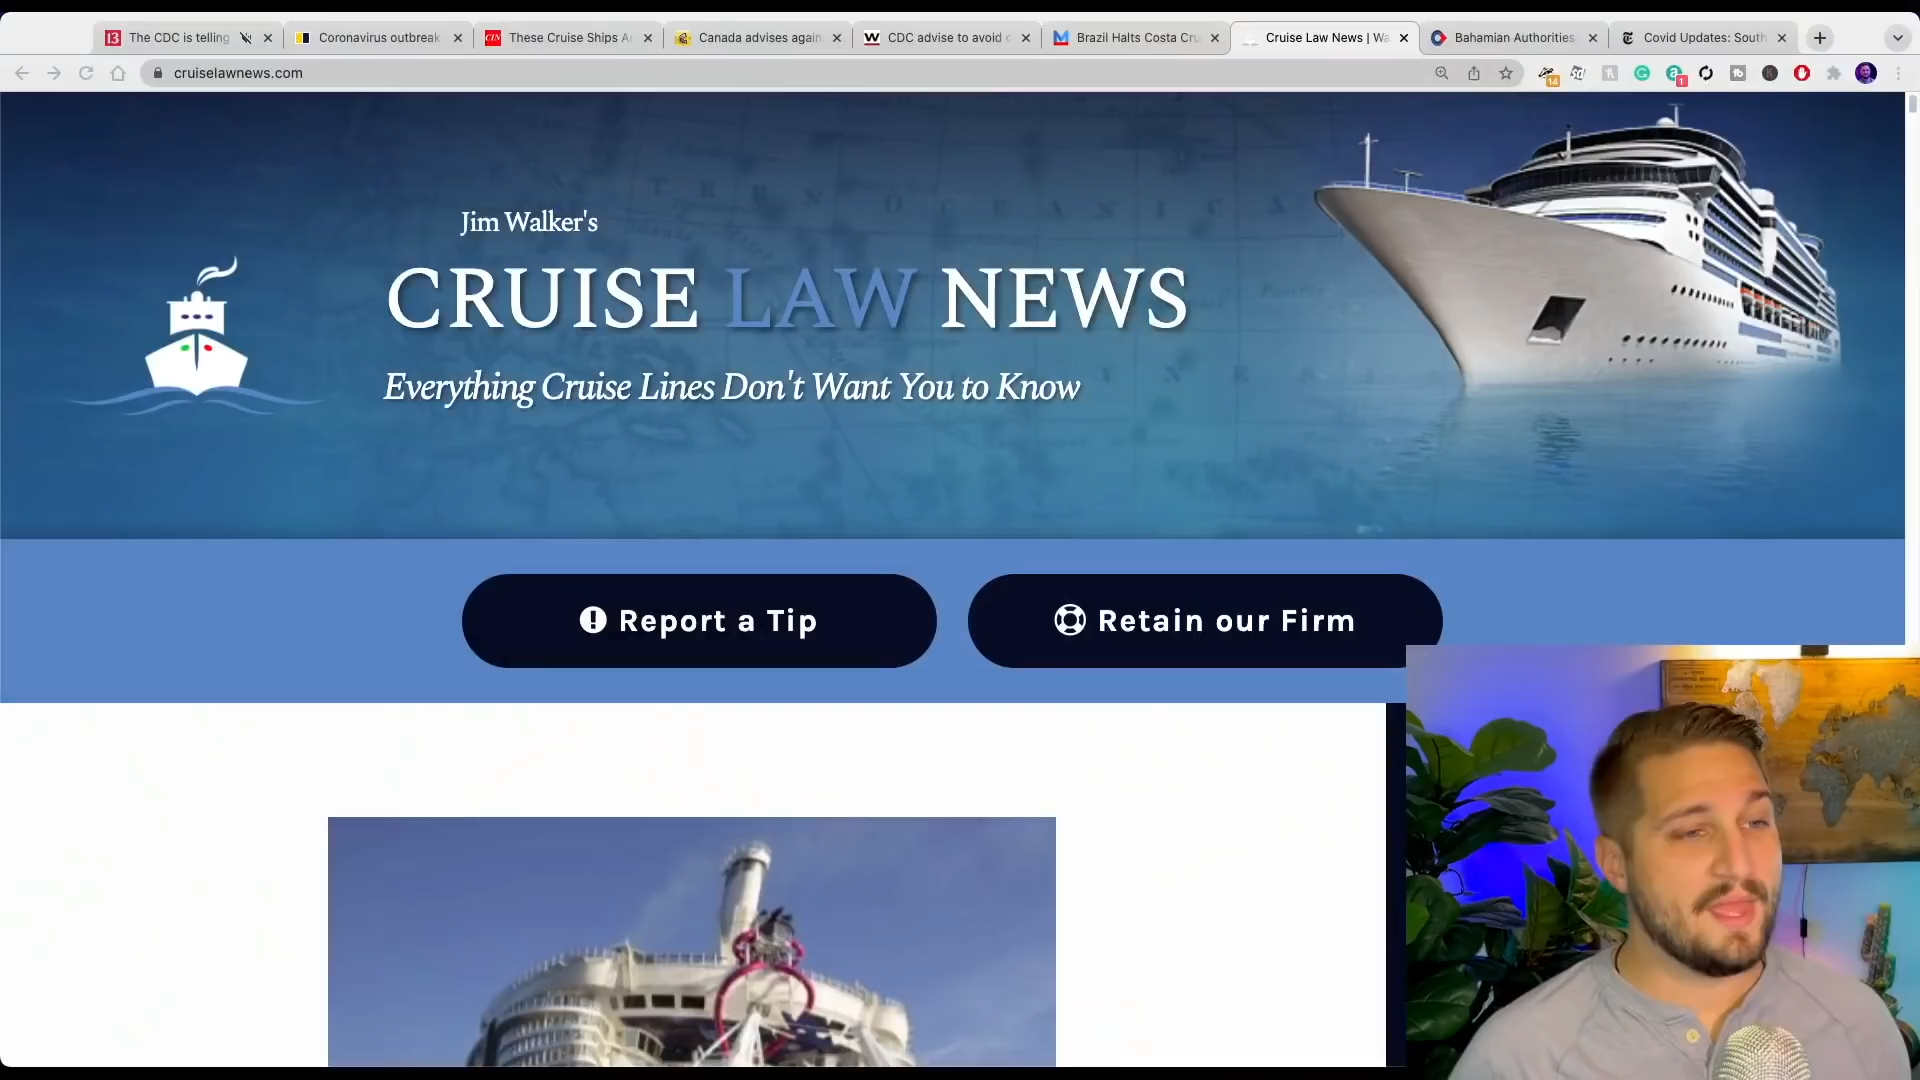 The CDC is telling
Coronavirus outbreak
These Cruise Ships A
Canada advises again
CDC advise to avoid
Brazil Halts Costa Cru
Cruise Law News | Wa
Bahamian Authorities
Covid Updates: South
cruiselawnews.com
Jim Walker's
CRUISE LAW NEWS
Everything Cruise Lines Don't Want You to Know
Report a Tip
Retain our Firm